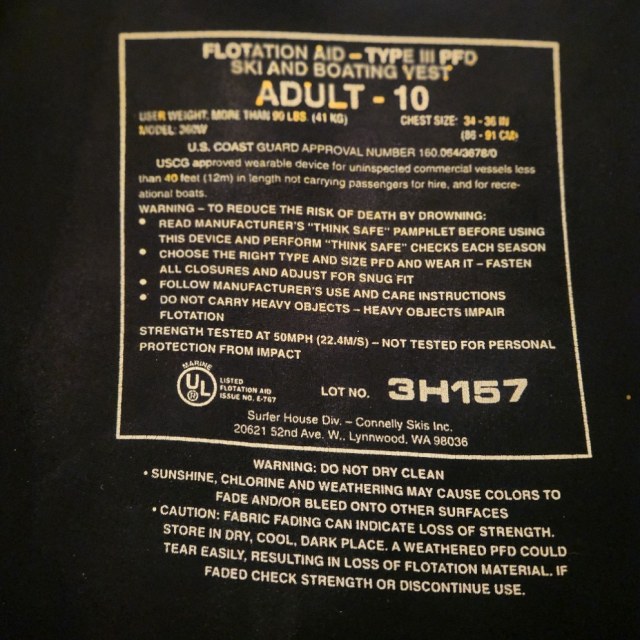 FLOTATION AID – TYPE III PFD
SKI AND BOATING VEST
ADULT - 10
USER WEIGHT: MORE THAN 90 LBS. (41 KG) CHEST SIZE: 34 - 36 IN
MODEL: 360W (86 - 91 CM)
U.S. COAST GUARD APPROVAL NUMBER 160.064/3678/0
USCG approved wearable device for uninspected commercial vessels less
than 40 feet (12m) in length not carrying passengers for hire, and for recre-
ational boats.
WARNING – TO REDUCE THE RISK OF DEATH BY DROWNING:
• READ MANUFACTURER'S "THINK SAFE" PAMPHLET BEFORE USING
THIS DEVICE AND PERFORM "THINK SAFE" CHECKS EACH SEASON
• CHOOSE THE RIGHT TYPE AND SIZE PFD AND WEAR IT – FASTEN
ALL CLOSURES AND ADJUST FOR SNUG FIT
• FOLLOW MANUFACTURER'S USE AND CARE INSTRUCTIONS
• DO NOT CARRY HEAVY OBJECTS – HEAVY OBJECTS IMPAIR
FLOTATION
STRENGTH TESTED AT 50MPH (22.4M/S) – NOT TESTED FOR PERSONAL
PROTECTION FROM IMPACT
MARINE
UL
LISTED
FLOTATION AID
ISSUE NO. E-767
LOT NO. 3H157
Surfer House Div. – Connelly Skis Inc.
20621 52nd Ave. W., Lynnwood, WA 98036
WARNING: DO NOT DRY CLEAN
• SUNSHINE, CHLORINE AND WEATHERING MAY CAUSE COLORS TO
FADE AND/OR BLEED ONTO OTHER SURFACES
• CAUTION: FABRIC FADING CAN INDICATE LOSS OF STRENGTH.
STORE IN DRY, COOL, DARK PLACE. A WEATHERED PFD COULD
TEAR EASILY, RESULTING IN LOSS OF FLOTATION MATERIAL. IF
FADED CHECK STRENGTH OR DISCONTINUE USE.